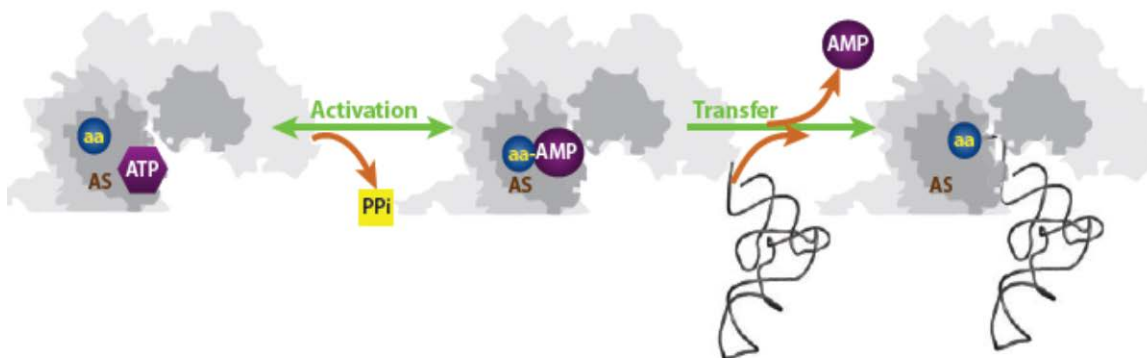 aa
ATP
AS
Activation
PPi
aa-AMP
AS
Transfer
AMP
aa
AS